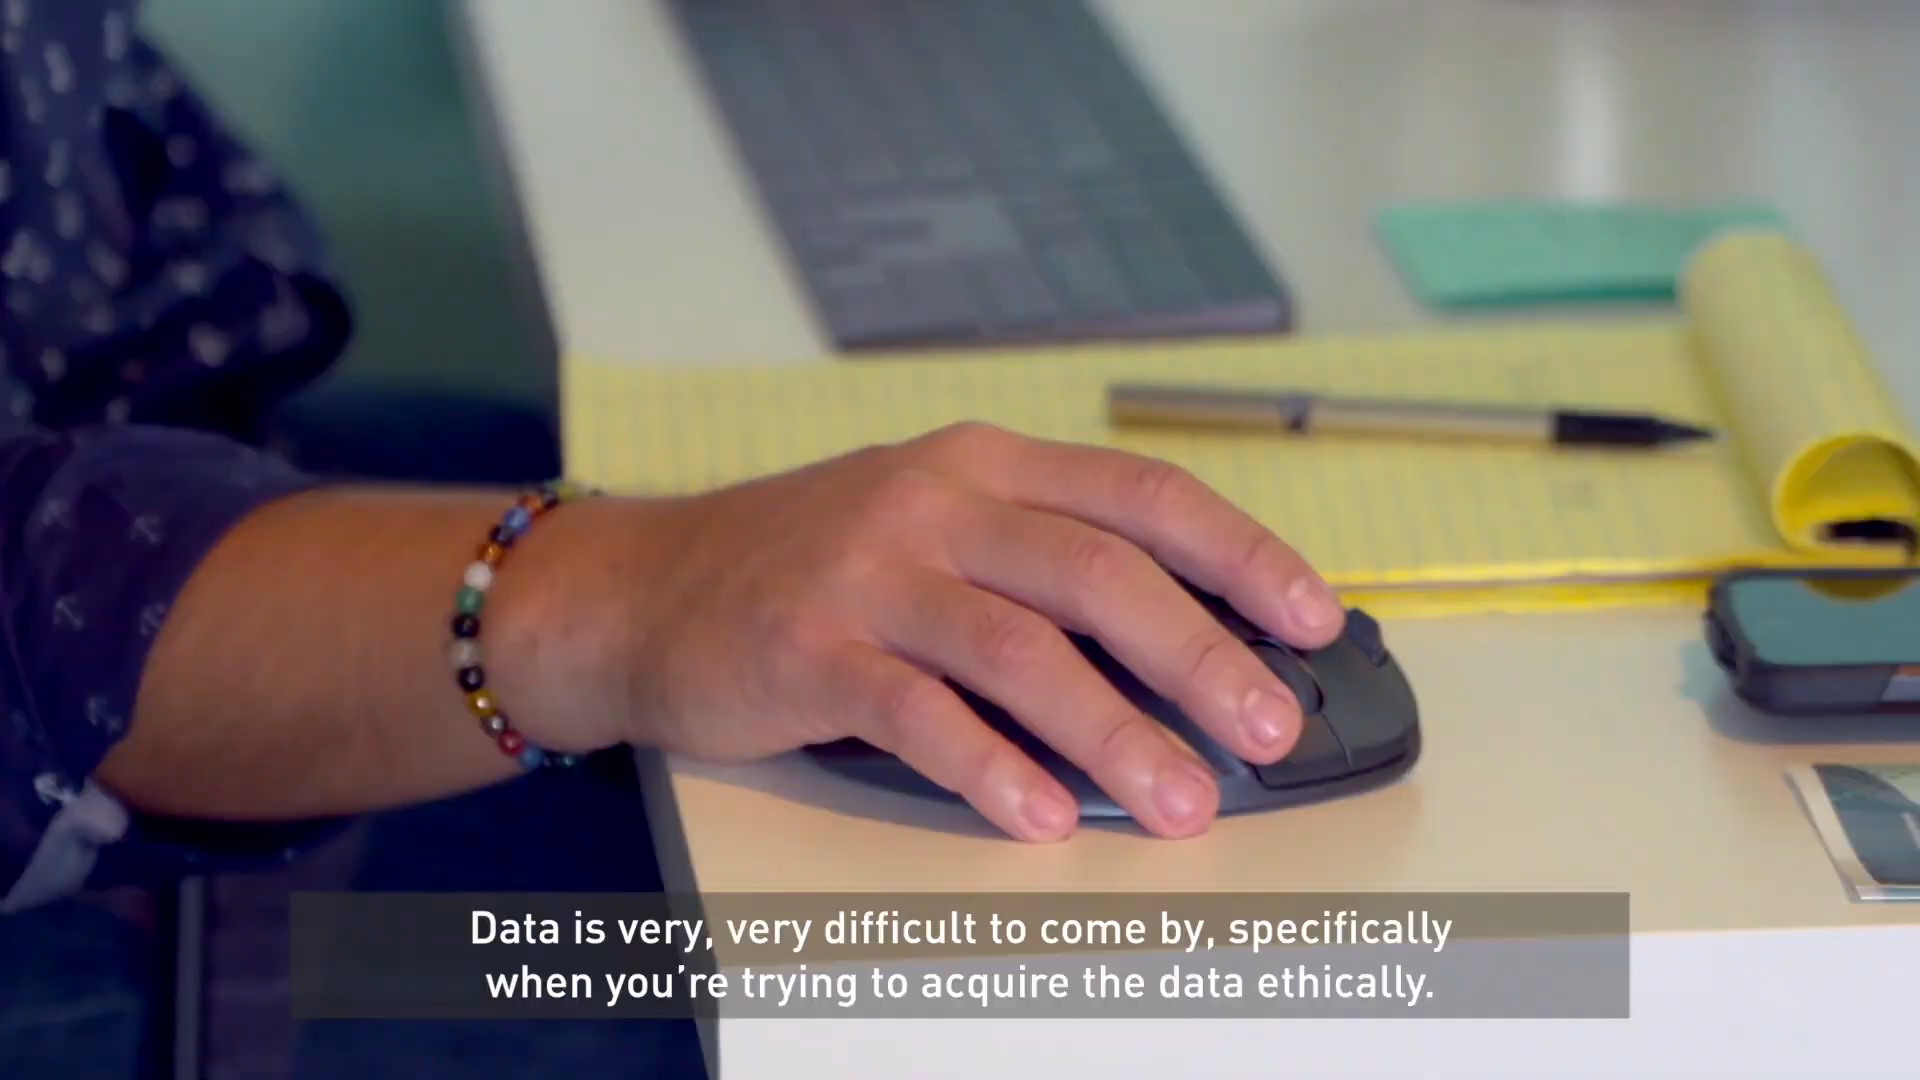 Data is very, very difficult to come by, specifically
when you’re trying to acquire the data ethically.